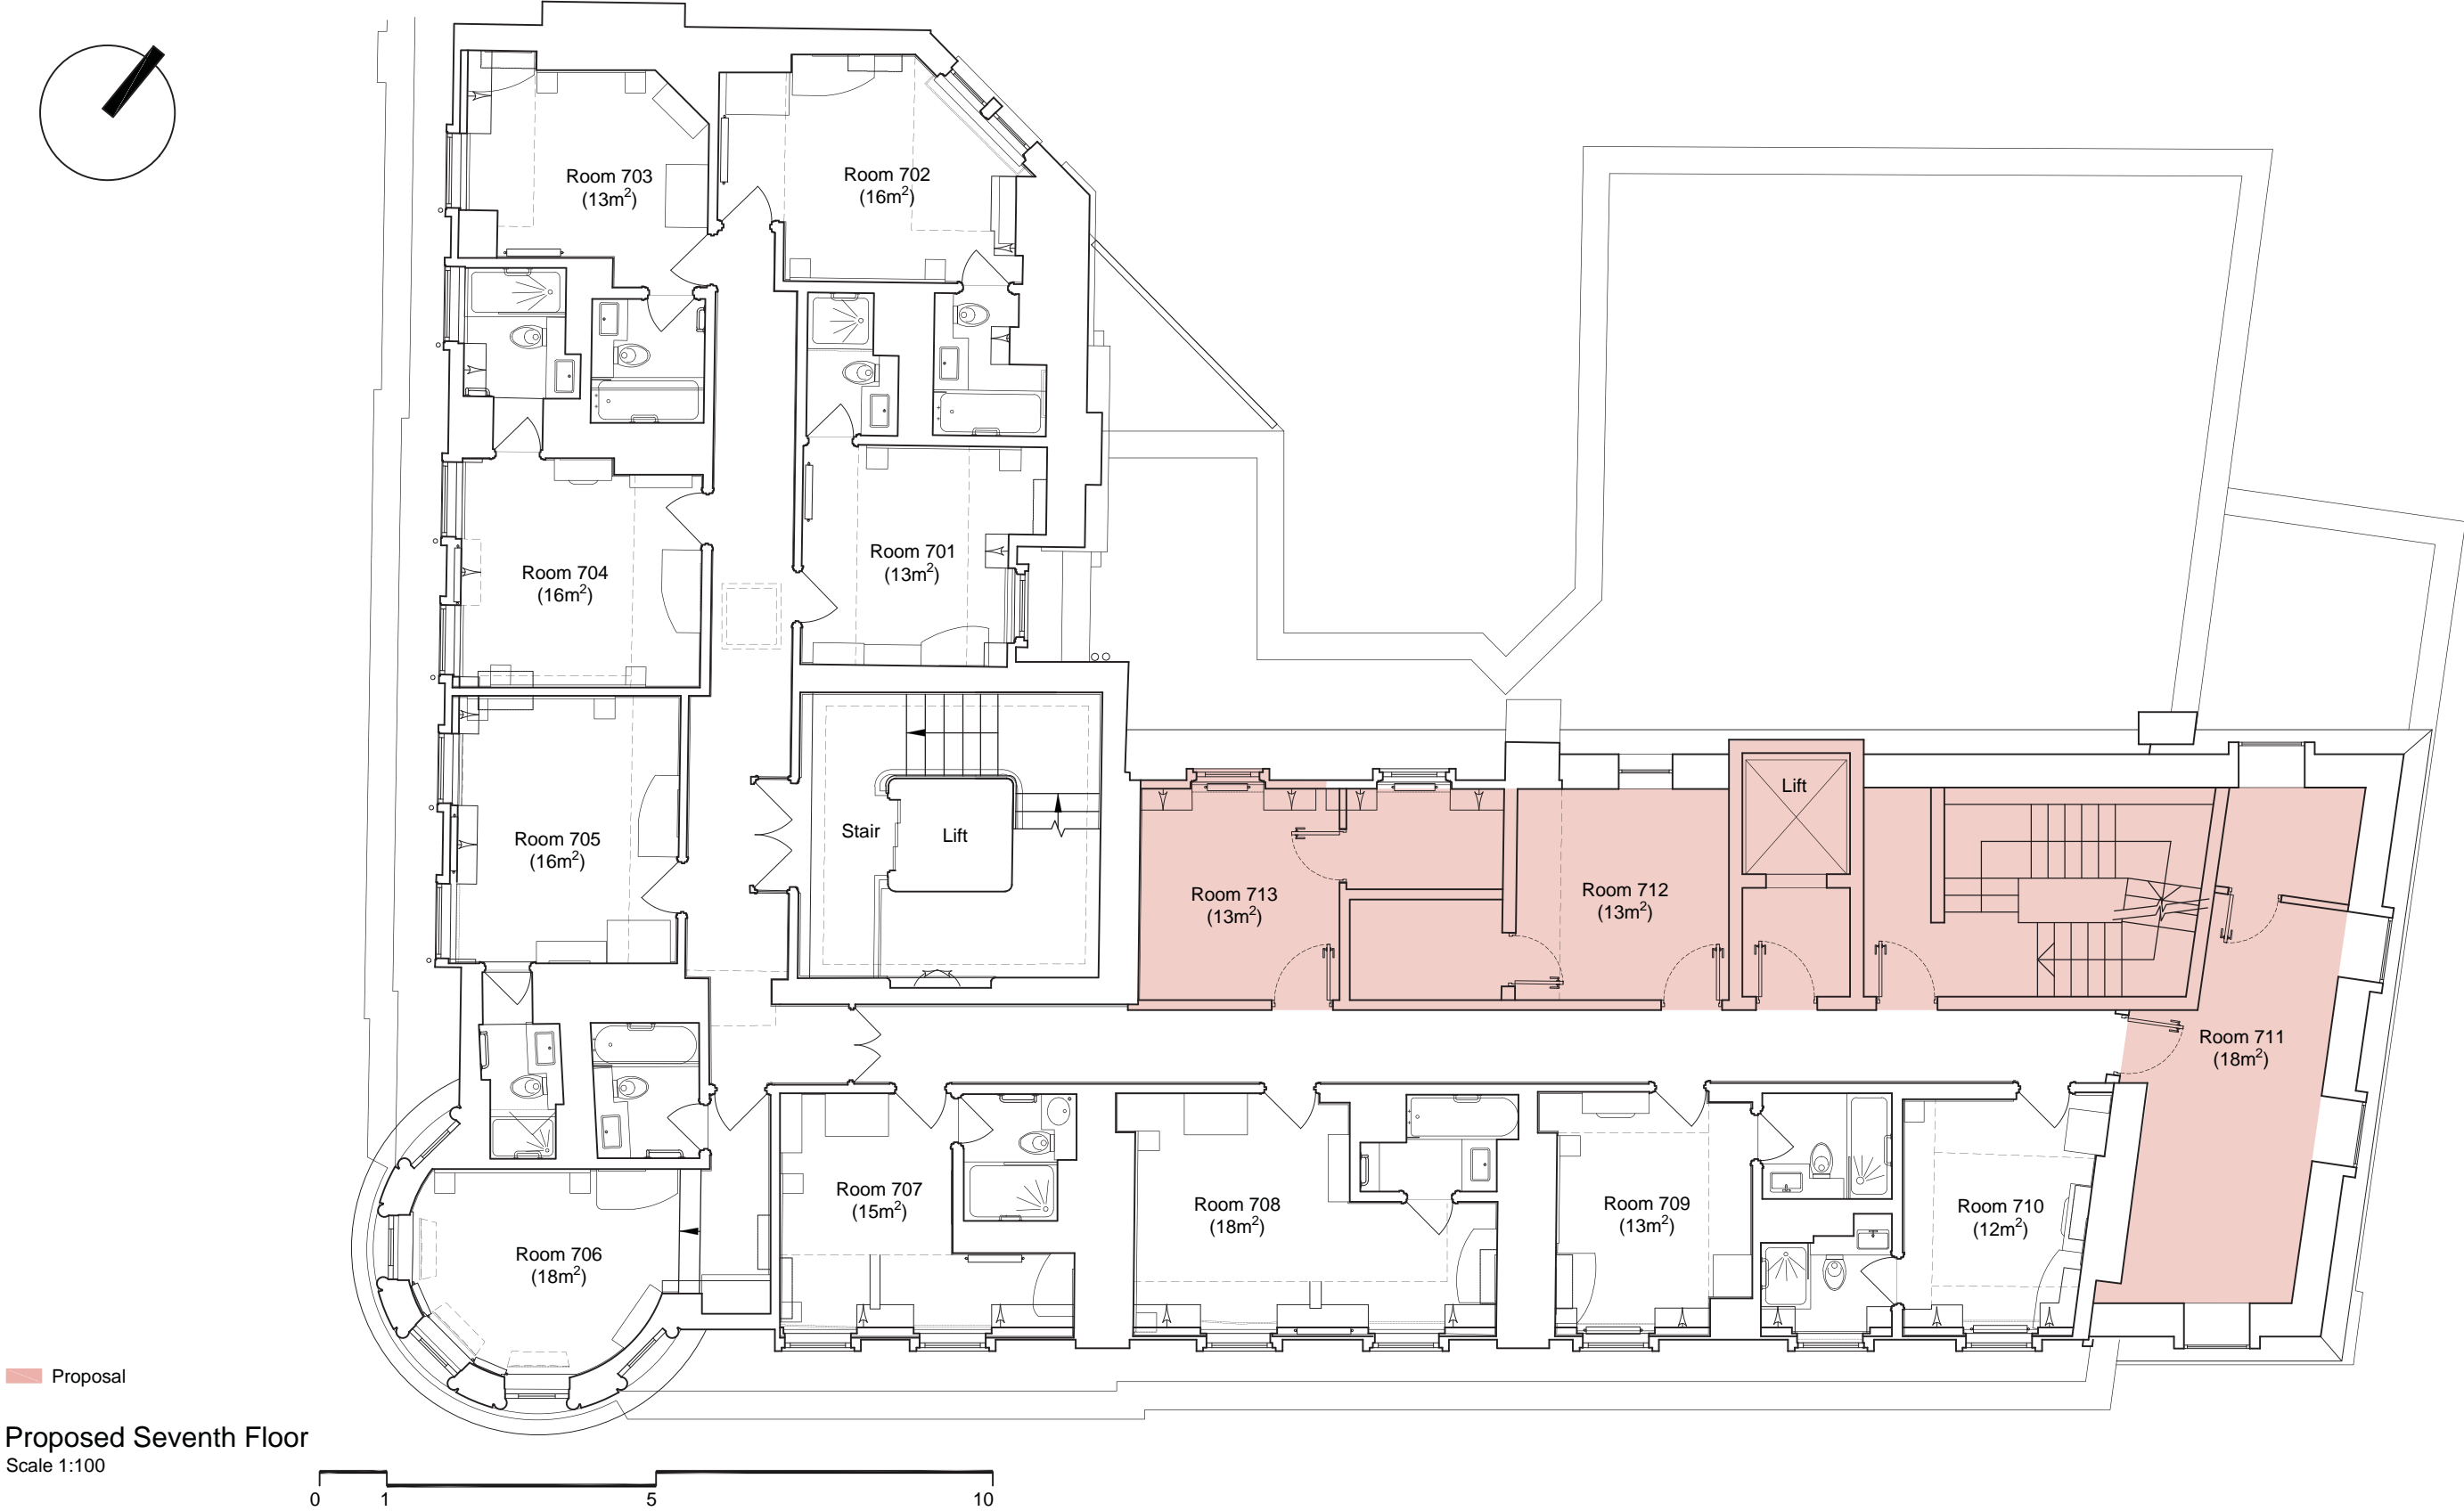 Room 703
(13m²)
Room 702
(16m²)
Room 704
(16m²)
Room 701
(13m²)
Room 705
(16m²)
Stair
Lift
Lift
Room 713
(13m²)
Room 712
(13m²)
Room 711
(18m²)
Room 706
(18m²)
Room 707
(15m²)
Room 708
(18m²)
Room 709
(13m²)
Room 710
(12m²)
Proposal
Proposed Seventh Floor
Scale 1:100
0 1 5 10